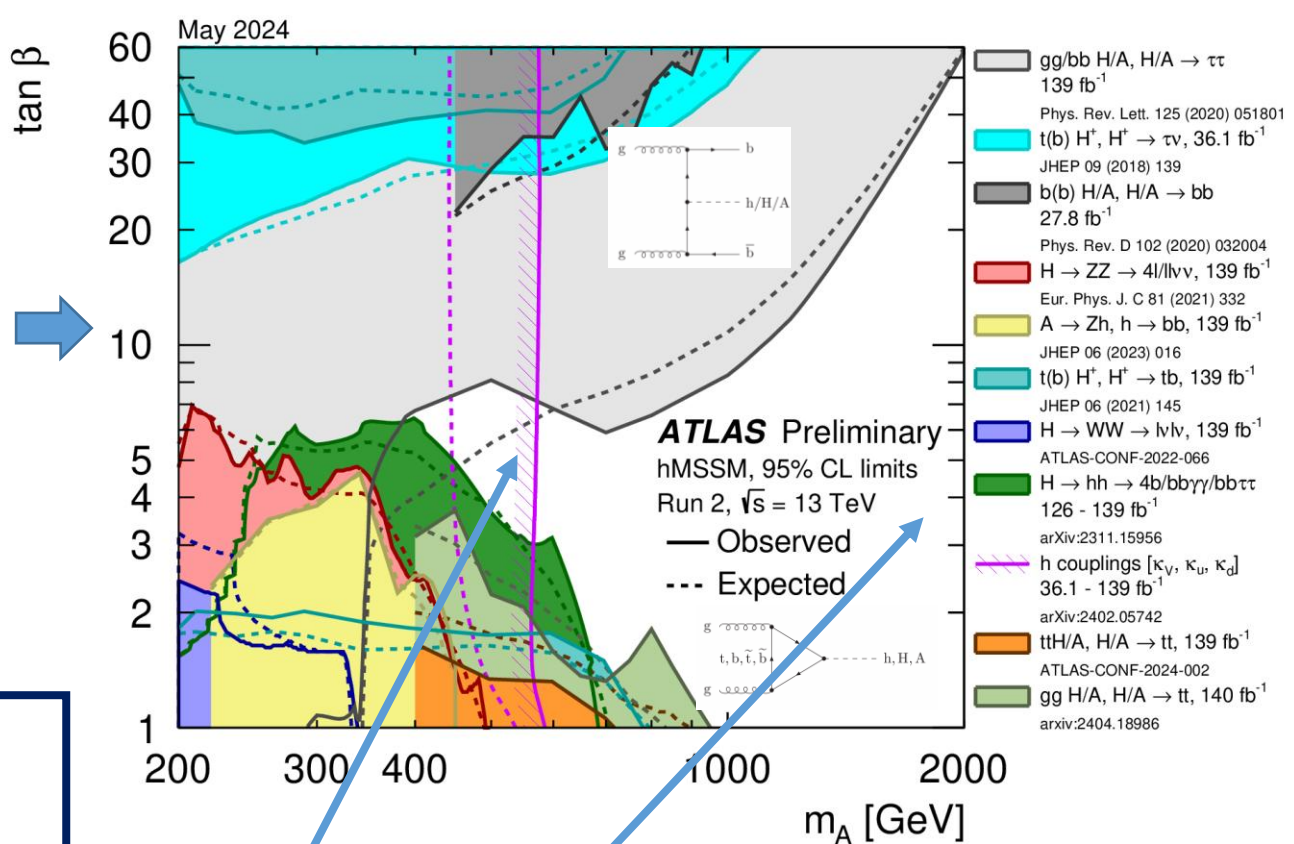 May 2024
tan β
60
40
30
20
10
5
4
3
2
1
200
300
400
1000
2000
m_A [GeV]
g
b
h/H/A
g
b̅
ATLAS Preliminary
hMSSM, 95% CL limits
Run 2, √s = 13 TeV
Observed
Expected
g
t, b, t̃, b̃
h, H, A
g
gg/bb H/A, H/A → ττ
139 fb⁻¹
Phys. Rev. Lett. 125 (2020) 051801
t(b) H⁺, H⁺ → τν, 36.1 fb⁻¹
JHEP 09 (2018) 139
b(b) H/A, H/A → bb
27.8 fb⁻¹
Phys. Rev. D 102 (2020) 032004
H → ZZ → 4l/llνν, 139 fb⁻¹
Eur. Phys. J. C 81 (2021) 332
A → Zh, h → bb, 139 fb⁻¹
JHEP 06 (2023) 016
t(b) H⁺, H⁺ → tb, 139 fb⁻¹
JHEP 06 (2021) 145
H → WW → lνlν, 139 fb⁻¹
ATLAS-CONF-2022-066
H → hh → 4b/bbγγ/bbττ
126 - 139 fb⁻¹
arXiv:2311.15956
h couplings [κ_V, κ_u, κ_d]
36.1 - 139 fb⁻¹
arXiv:2402.05742
ttH/A, H/A → tt, 139 fb⁻¹
ATLAS-CONF-2024-002
gg H/A, H/A → tt, 140 fb⁻¹
arxiv:2404.18986